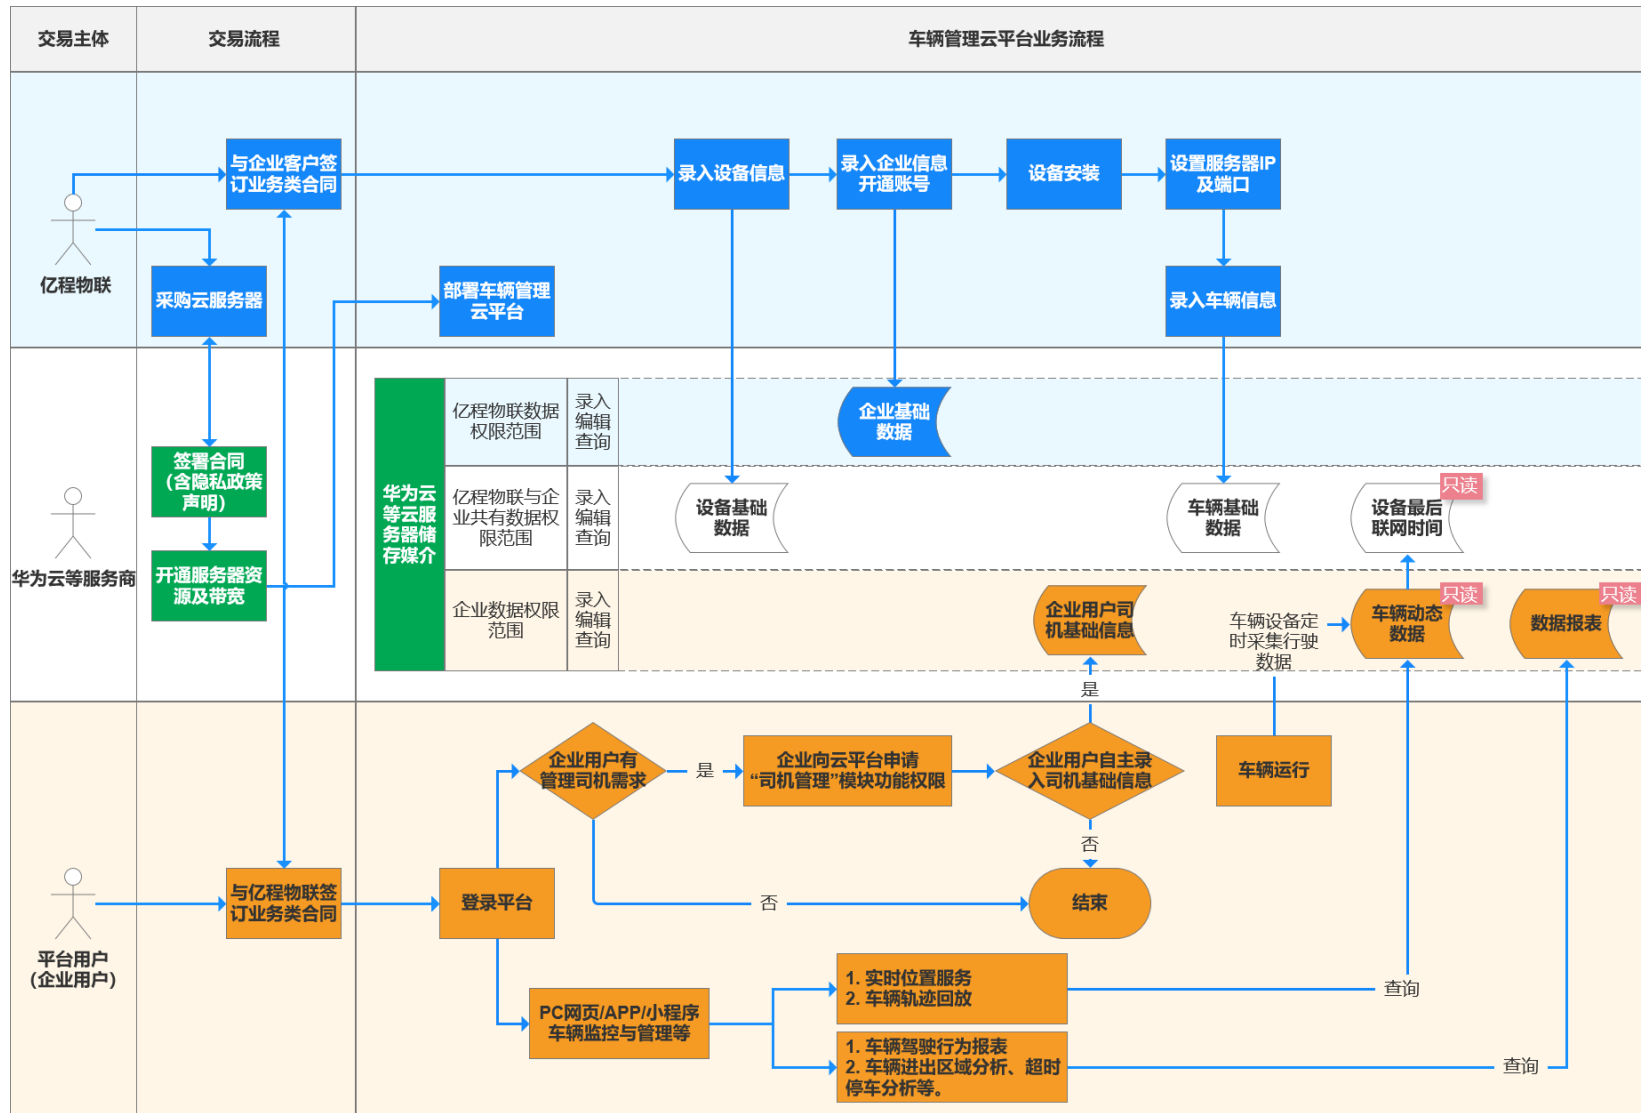 交易主体
交易流程
车辆管理云平台业务流程
与企业客户签
订业务类合同
录入设备信息
录入企业信息
开通账号
设备安装
设置服务器IP
及端口
亿程物联
采购云服务器
部署车辆管理
云平台
录入车辆信息
华为云
等云服
务器储
存媒介
亿程物联数据
权限范围
录入
编辑
查询
企业基础
数据
签署合同
（含隐私政策
声明）
亿程物联与企
业共有数据权
限范围
录入
编辑
查询
设备基础
数据
车辆基础
数据
只读
设备最后
联网时间
华为云等服务商
开通服务器资
源及带宽
企业数据权限
范围
录入
编辑
查询
企业用户司
机基础信息
车辆设备定
时采集行驶
数据
只读
车辆动态
数据
只读
数据报表
是
企业用户有
管理司机需求
是
企业向云平台申请
“司机管理”模块功能权限
企业用户自主录
入司机基础信息
车辆运行
否
平台用户
（企业用户）
与亿程物联签
订业务类合同
登录平台
否
结束
PC网页/APP/小程序
车辆监控与管理等
1. 实时位置服务
2. 车辆轨迹回放
查询
1. 车辆驾驶行为报表
2. 车辆进出区域分析、超时
停车分析等。
查询